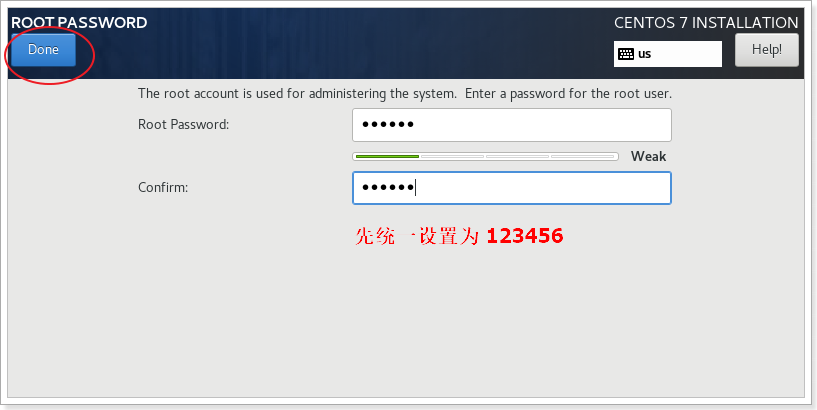 ROOT PASSWORD
CENTOS 7 INSTALLATION
Done
us
Help!
The root account is used for administering the system. Enter a password for the root user.
Root Password:
●●●●●●
Weak
Confirm:
●●●●●●
先统一设置为 123456